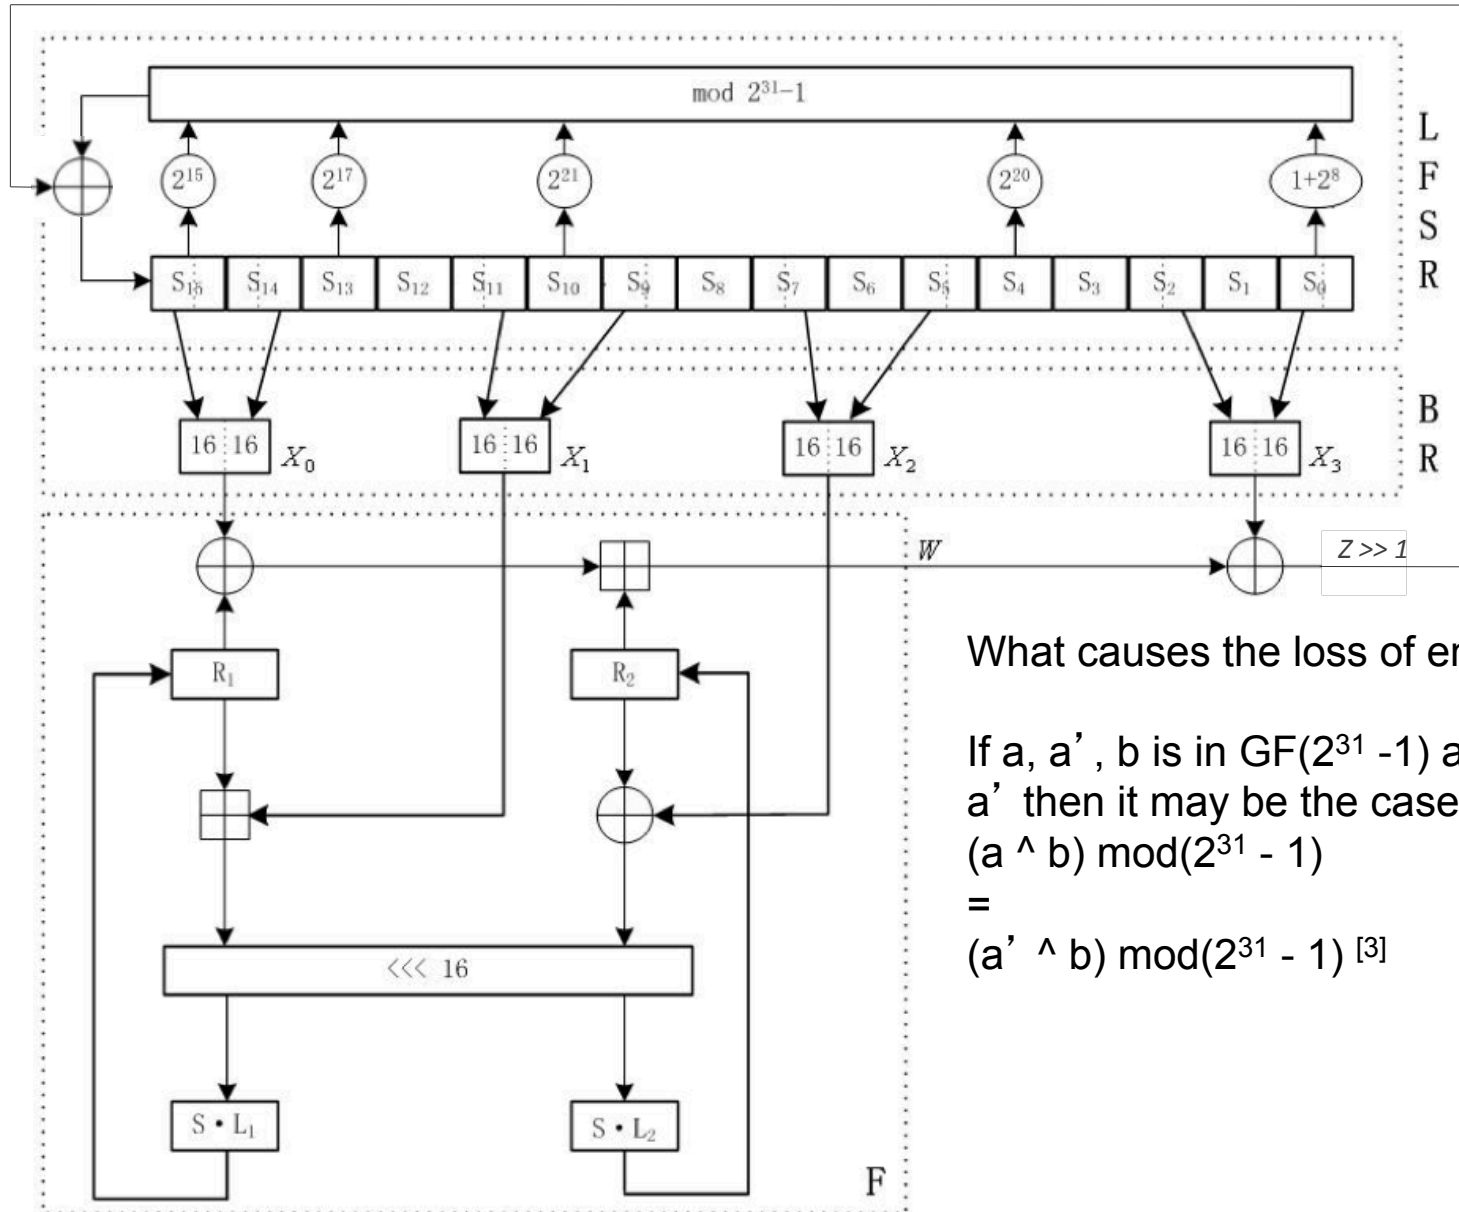 mod 2³¹−1
2¹⁵ 2¹⁷ 2²¹ 2²⁰ 1+2⁸
S₁₅ S₁₄ S₁₃ S₁₂ S₁₁ S₁₀ S₉ S₈ S₇ S₆ S₅ S₄ S₃ S₂ S₁ S₀
L
F
S
R
16 16 X₀ 16 16 X₁ 16 16 X₂ 16 16 X₃
B
R
W
Z >> 1
R₁ R₂
What causes the loss of
If a, a’, b is in GF(2³¹ -1)
a’ then it may be the case
(a ^ b) mod(2³¹ - 1)
=
(a’ ^ b) mod(2³¹ - 1) [3]
<<< 16
S • L₁ S • L₂
F